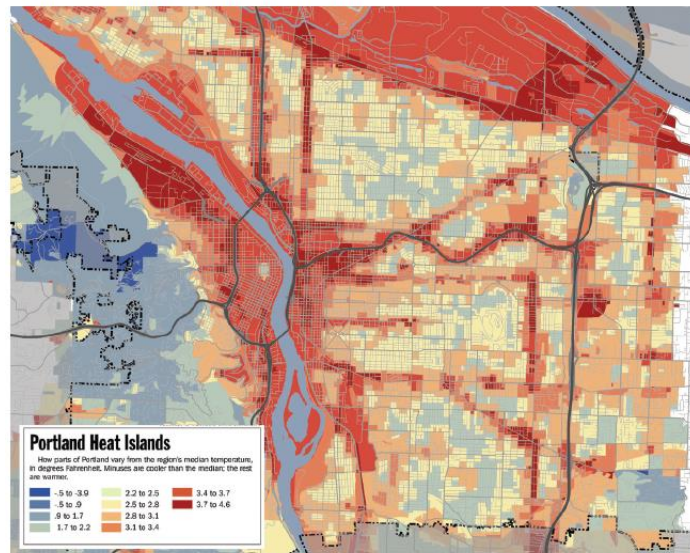 Portland Heat Islands
How parts of Portland vary from the region's median temperature,
in degrees Fahrenheit. Minuses are cooler than the median; the rest
are warmer.
-.5 to -3.9
-.5 to .9
.9 to 1.7
1.7 to 2.2
2.2 to 2.5
2.5 to 2.8
2.8 to 3.1
3.1 to 3.4
3.4 to 3.7
3.7 to 4.6